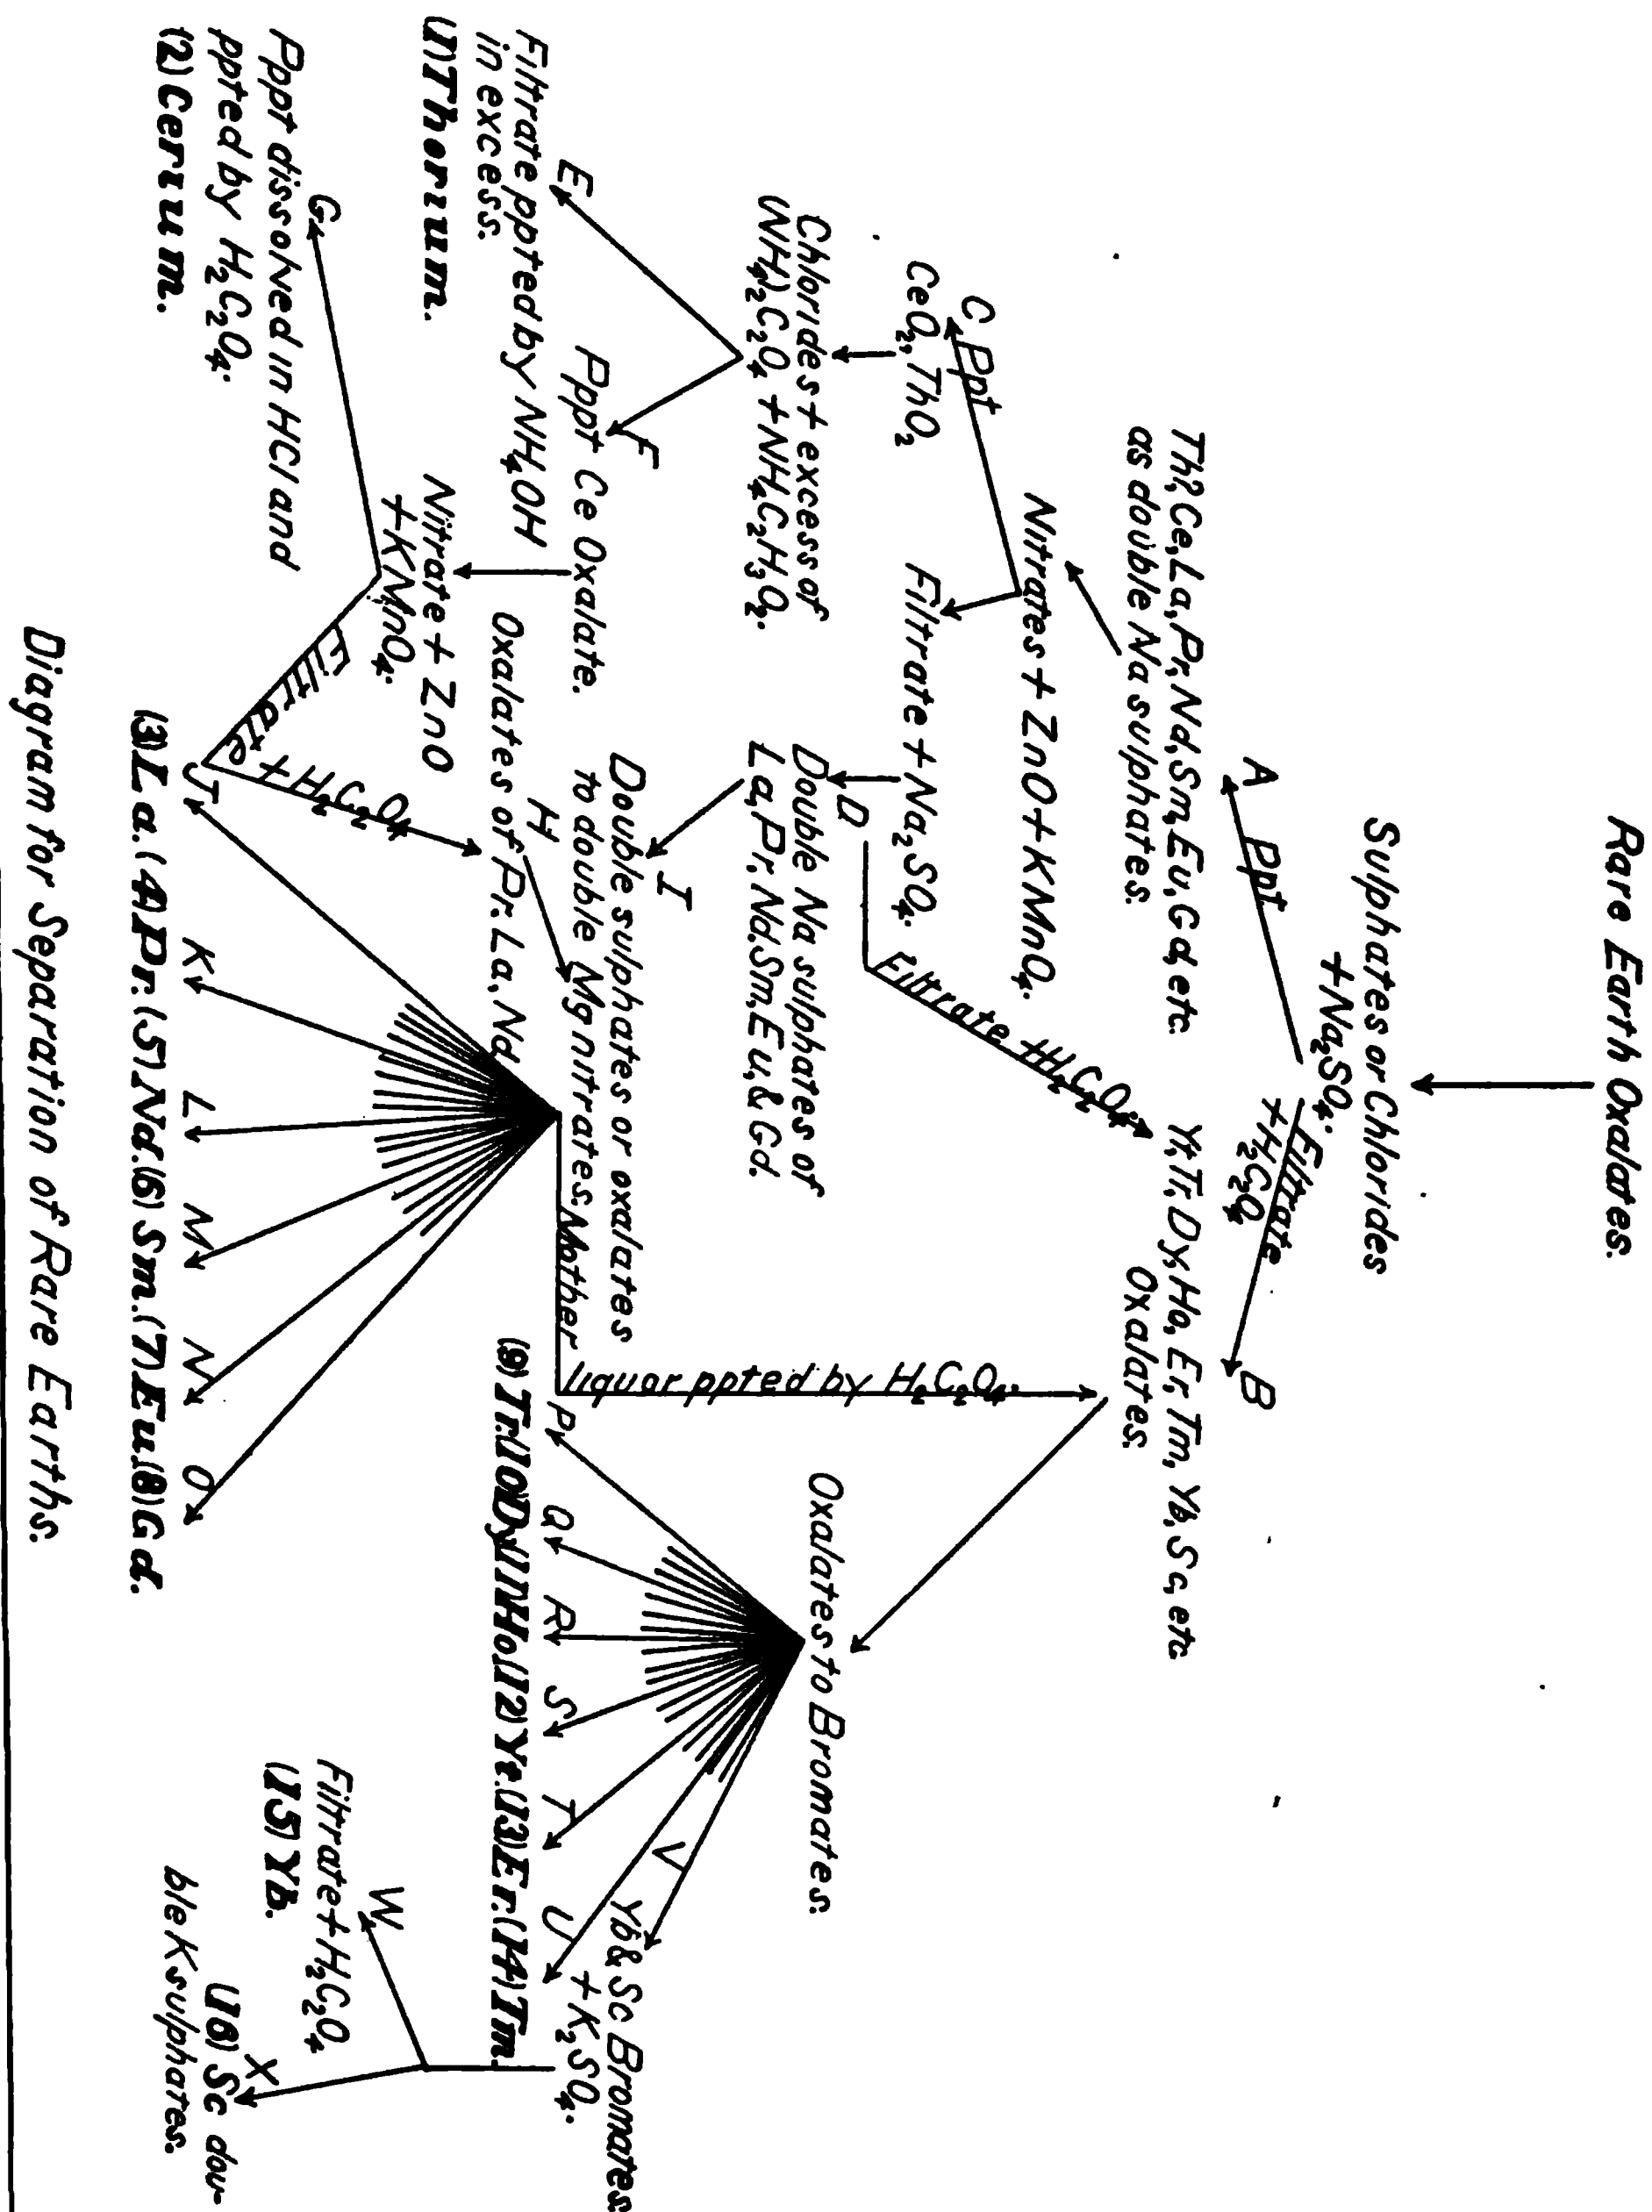 Rare Earth Oxalates.
Sulphates or Chlorides
+Na2SO4.
A
Ppt
Filtrate
+H2C2O4
B
Th?,Ce,La,Pr,Nd,Sm,Eu,Gd,etc.
as double Na sulphates.
Yt,Tr,Dy,Ho,Er,Tm,Yb,Sc,etc
Oxalates.
Nitrates+ZnO+KMnO4.
C
Ppt
CeO2,ThO2
Filtrate+Na2SO4.
D
Filtrate+H2C2O4
Chlorides+excess of
(NH4)2C2O4+NH4C2H3O2.
Double Na sulphates of
La,Pr,Nd,Sm,Eu,&Gd.
Oxalates to Bromates.
E
F
I
Filtrate ppted by NH4OH
in excess.
(1)Thorium.
Pppt Ce Oxalate.
Double sulphates or oxalates
to double Mg nitrates.
Mother
liquor ppted by H2C2O4.
H
Nitrate+ZnO
+KMnO4.
Oxalates of Pr.La,Nd
P
Q
R
S
T
U
V
Yb&Sc Bromates
+K2SO4.
(9)Tr.(10)Dy.(11)Ho.(12)Yt.(13)Er.(14)Tm.
G
Ppt dissolved in HCl and
ppted by H2C2O4.
(2)Cerium.
Filtrate
+H2C2O4
J
K
L
M
N
O
(3)La.(4)Pr.(5)Nd.(6)Sm.(7)Eu.(8)Gd.
W
Filtrate+H2C2O4
(15)Yb.
X
(16)Sc dou-
ble K sulphates.
Diagram for Separation of Rare Earths.